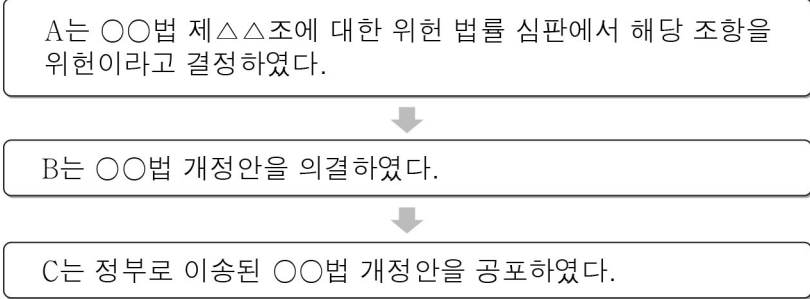 A는 ○○법 제△△조에 대한 위헌 법률 심판에서 해당 조항을
위헌이라고 결정하였다.
B는 ○○법 개정안을 의결하였다.
C는 정부로 이송된 ○○법 개정안을 공포하였다.